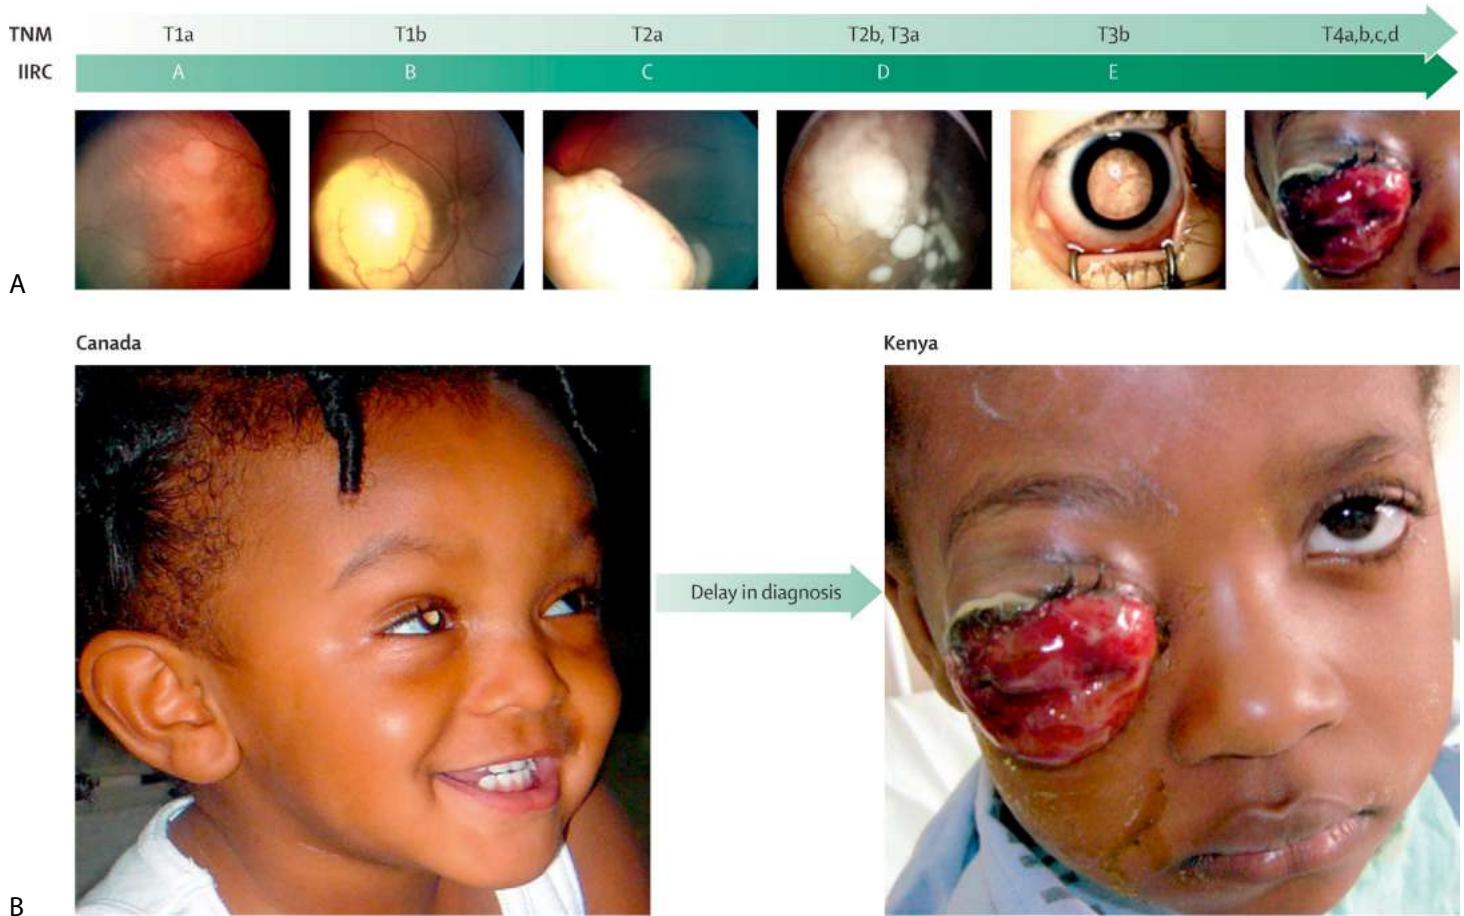 TNM T1a T1b T2a T2b, T3a T3b T4a,b,c,d
IIRC A B C D E
A
Canada Kenya
Delay in diagnosis
B